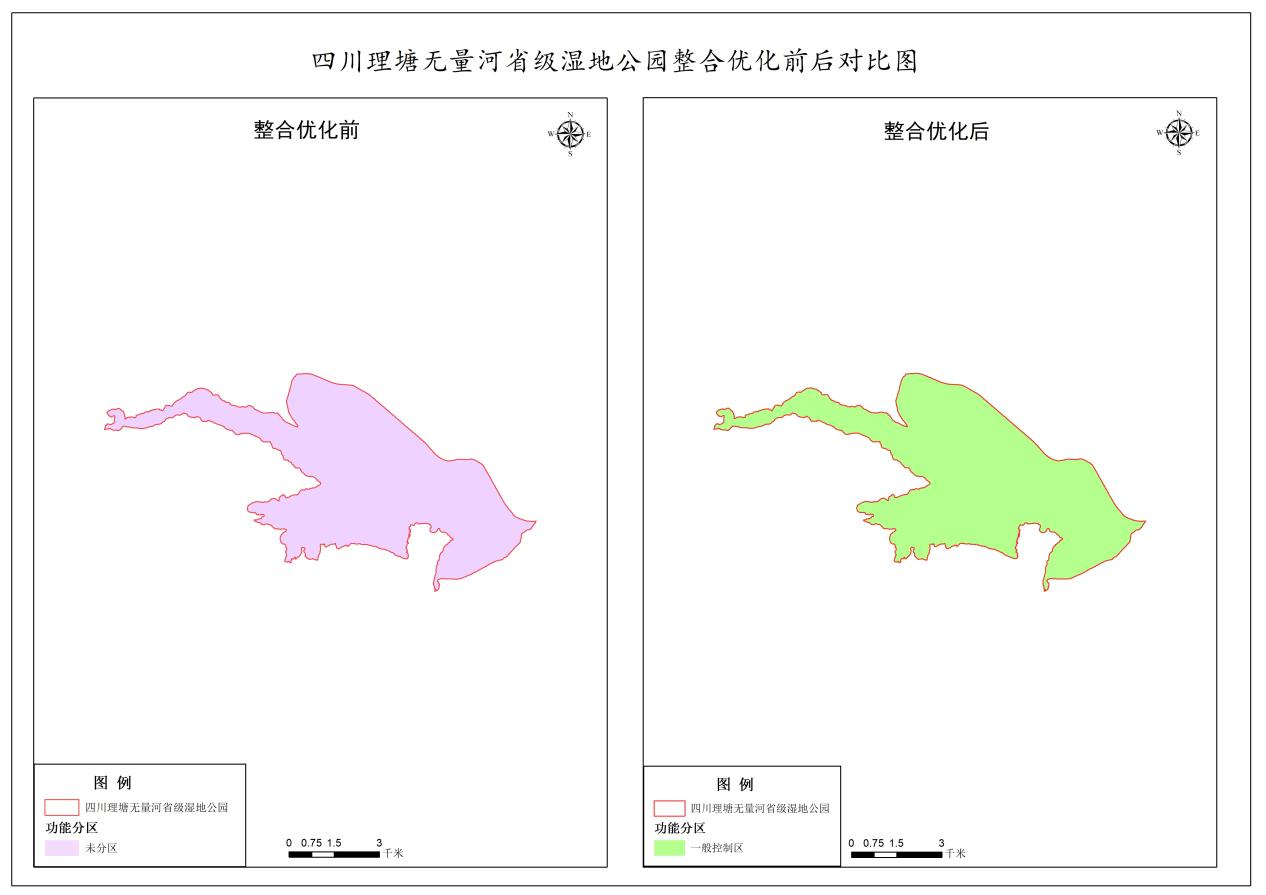 四川理塘无量河省级湿地公园整合优化前后对比图
整合优化前
N
W E
S
图 例
四川理塘无量河省级湿地公园
功能分区
未分区
0 0.75 1.5 3
千米
整合优化后
N
W E
S
图 例
四川理塘无量河省级湿地公园
功能分区
一般控制区
0 0.75 1.5 3
千米